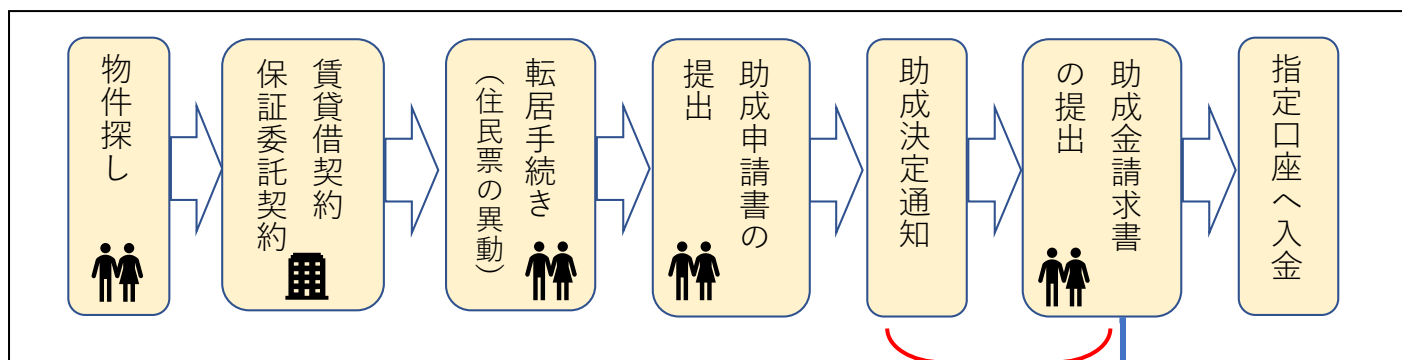 物件探し
賃貸借契約
保証委託契約
転居手続き
（住民票の異動）
助成申請書の
提出
助成決定通知
助成金請求書
の提出
指定口座へ入金